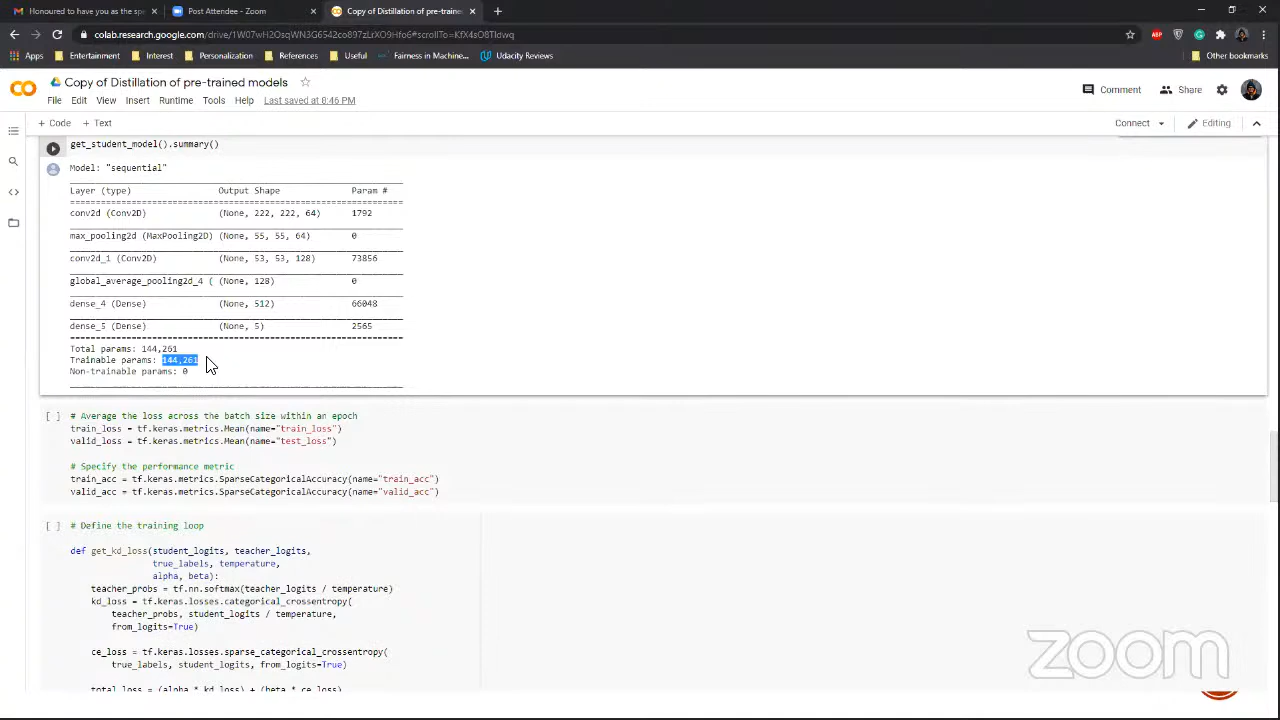 Honoured to have you as the sp
Post Attendee - Zoom
Copy of Distillation of pre-traine
colab.research.google.com
Apps
Entertainment
Interest
Personalization
References
Useful
Fairness in Machine...
Udacity Reviews
Other bookmarks
Copy of Distillation of pre-trained models
File Edit View Insert Runtime Tools Help Last saved at 8:46 PM
Comment
Share
+ Code + Text
Connect
Editing
get_student_model().summary()
Model: "sequential"
Layer (type) Output Shape Param #
conv2d (Conv2D) (None, 222, 222, 64) 1792
max_pooling2d (MaxPooling2D) (None, 55, 55, 64) 0
conv2d_1 (Conv2D) (None, 53, 53, 128) 73856
global_average_pooling2d_4 ( (None, 128) 0
dense_4 (Dense) (None, 512) 66048
dense_5 (Dense) (None, 5) 2565
Total params: 144,261
Trainable params: 144,261
Non-trainable params: 0
[ ] # Average the loss across the batch size within an epoch
train_loss = tf.keras.metrics.Mean(name="train_loss")
valid_loss = tf.keras.metrics.Mean(name="test_loss")
# Specify the performance metric
train_acc = tf.keras.metrics.SparseCategoricalAccuracy(name="train_acc")
valid_acc = tf.keras.metrics.SparseCategoricalAccuracy(name="valid_acc")
[ ] # Define the training loop
def get_kd_loss(student_logits, teacher_logits,
true_labels, temperature,
alpha, beta):
teacher_probs = tf.nn.softmax(teacher_logits / temperature)
kd_loss = tf.keras.losses.categorical_crossentropy(
teacher_probs, student_logits / temperature,
from_logits=True)
ce_loss = tf.keras.losses.sparse_categorical_crossentropy(
true_labels, student_logits, from_logits=True)
total_loss = (alpha * kd_loss) + (beta * ce_loss)
zoom